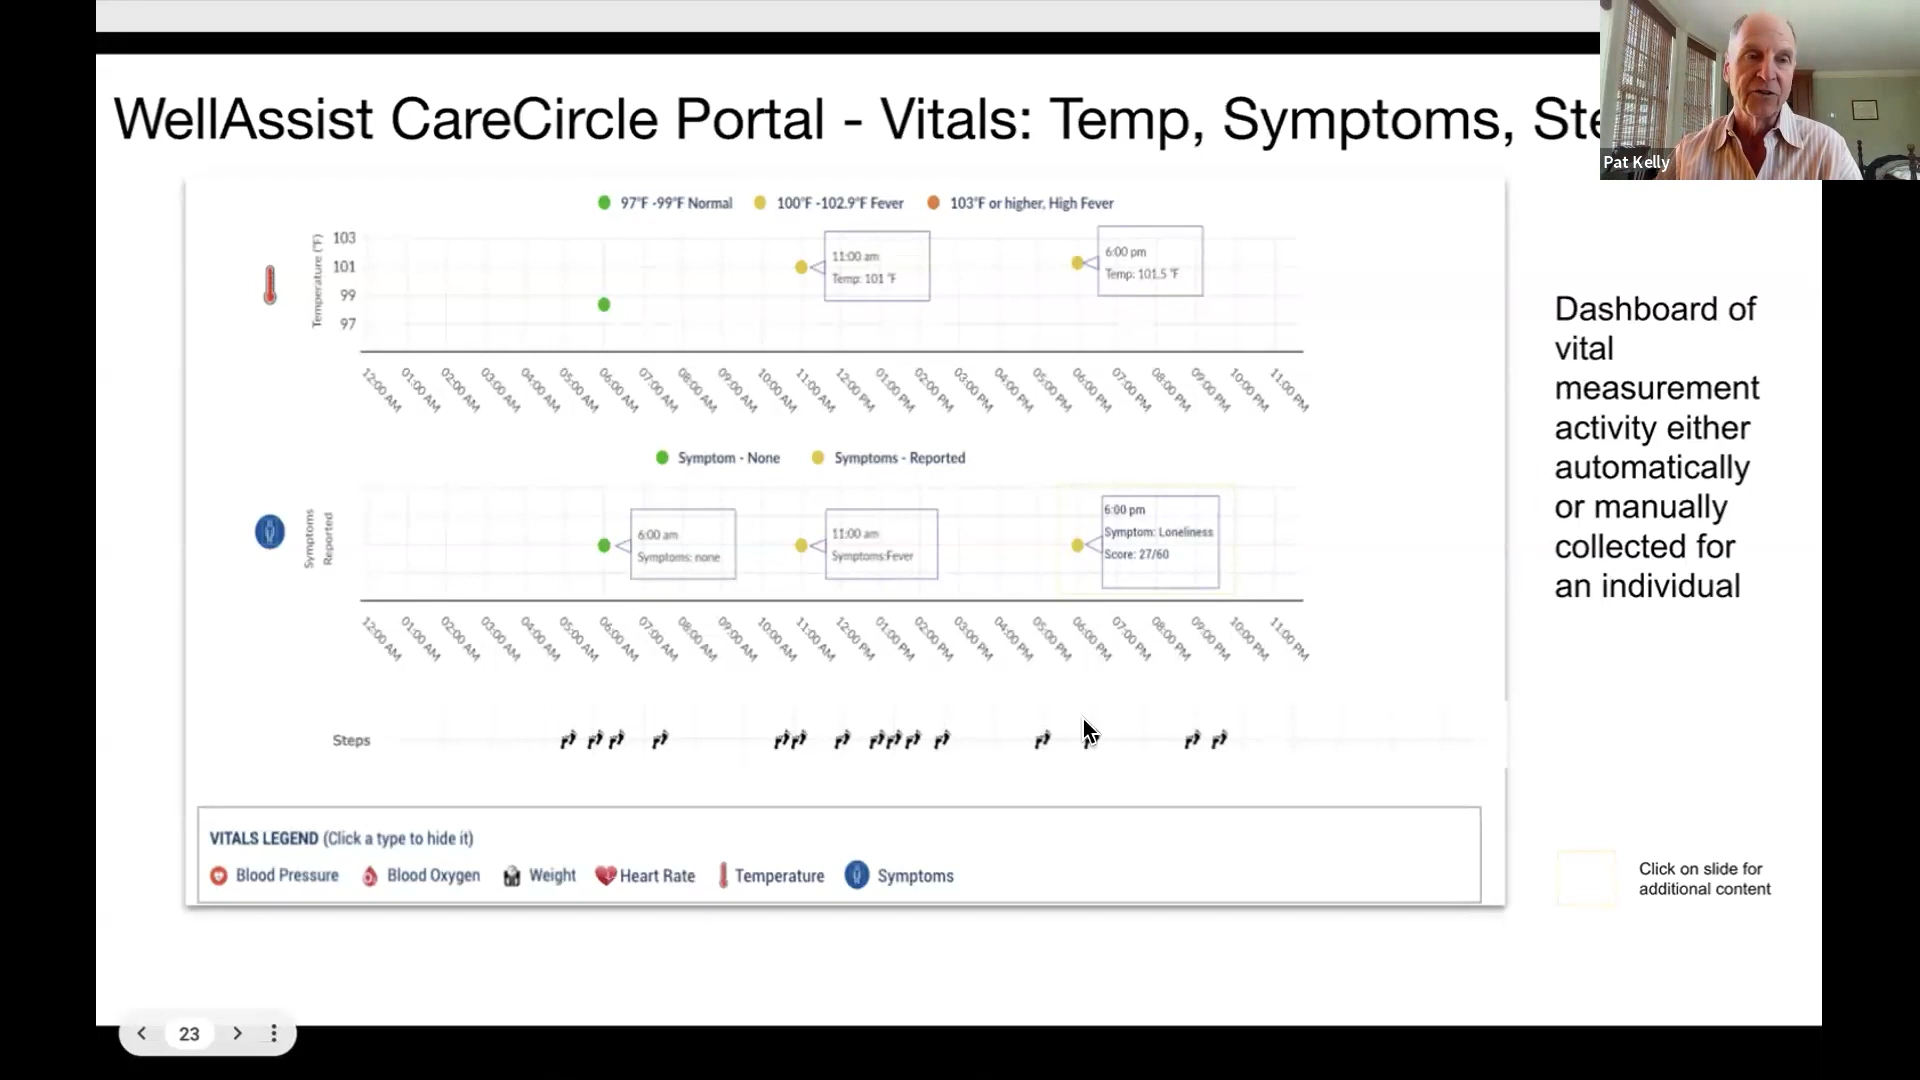 WellAssist CareCircle Portal - Vitals: Temp, Symptoms, Ste
Pat Kelly
97°F -99°F Normal 100°F -102.9°F Fever 103°F or higher, High Fever
Temperature (°F)
103
101
99
97
11:00 am
Temp: 101 °F
6:00 pm
Temp: 101.5 °F
12:00 AM 01:00 AM 02:00 AM 03:00 AM 04:00 AM 05:00 AM 06:00 AM 07:00 AM 08:00 AM 09:00 AM 10:00 AM 11:00 AM 12:00 PM 01:00 PM 02:00 PM 03:00 PM 04:00 PM 05:00 PM 06:00 PM 07:00 PM 08:00 PM 09:00 PM 10:00 PM 11:00 PM
Symptom - None Symptoms - Reported
Symptoms
Reported
6:00 am
Symptoms: none
11:00 am
Symptoms:Fever
6:00 pm
Symptom: Loneliness
Score: 27/60
12:00 AM 01:00 AM 02:00 AM 03:00 AM 04:00 AM 05:00 AM 06:00 AM 07:00 AM 08:00 AM 09:00 AM 10:00 AM 11:00 AM 12:00 PM 01:00 PM 02:00 PM 03:00 PM 04:00 PM 05:00 PM 06:00 PM 07:00 PM 08:00 PM 09:00 PM 10:00 PM 11:00 PM
Steps
VITALS LEGEND (Click a type to hide it)
Blood Pressure Blood Oxygen Weight Heart Rate Temperature Symptoms
Dashboard of
vital
measurement
activity either
automatically
or manually
collected for
an individual
Click on slide for
additional content
23